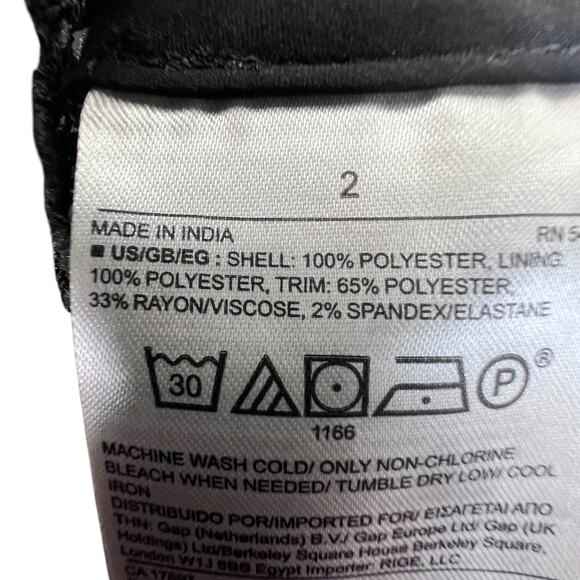 2
MADE IN INDIA RN 54
■ US/GB/EG : SHELL: 100% POLYESTER, LINING:
100% POLYESTER, TRIM: 65% POLYESTER,
33% RAYON/VISCOSE, 2% SPANDEX/ELASTANE
30 P ®
1166
MACHINE WASH COLD/ ONLY NON-CHLORINE
BLEACH WHEN NEEDED/ TUMBLE DRY LOW/ COOL
IRON
DISTRIBUIDO POR/IMPORTED FOR/ ΕΙΣΑΓΕΤΑΙ ΑΠΟ
ΤΗΝ: Gap (Netherlands) B.V./ Gap Europe Ltd/ Gap (UK
Holdings) Ltd/Berkeley Square House Berkeley Square,
London W1J 6BS Egypt Importer: RIGE, LLC